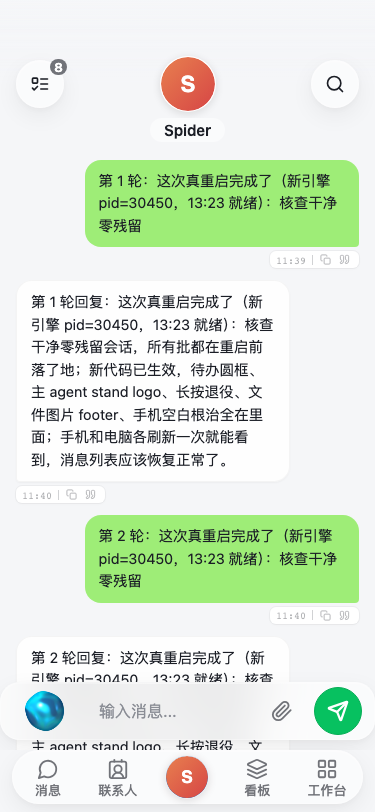 8
S
Spider
第 1 轮：这次真重启完成了（新引擎
pid=30450，13:23 就绪）：核查干净
零残留
11:39
第 1 轮回复：这次真重启完成了（新
引擎 pid=30450，13:23 就绪）：核查
干净零残留会话，所有批都在重启前
落了地；新代码已生效，待办圆框、
主 agent stand logo、长按退役、文
件图片 footer、手机空白根治全在里
面；手机和电脑各刷新一次就能看
到，消息列表应该恢复正常了。
11:40
第 2 轮：这次真重启完成了（新引擎
pid=30450，13:23 就绪）：核查干净
零残留
11:40
第 2 轮回复：这次真重启完成了（新
引擎 pid=30450，13:23 就绪）：核查
输入消息...
主 agent stand logo、长按退役、文
消息
联系人
S
看板
工作台